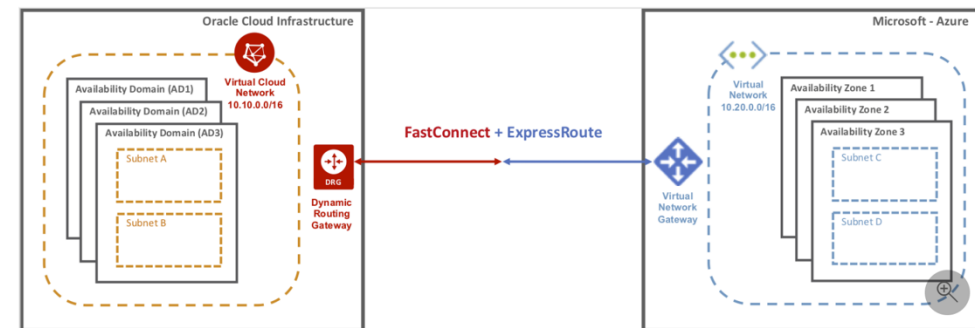 Oracle Cloud Infrastructure
Virtual Cloud
Network
10.10.0.0/16
Availability Domain (AD1)
Availability Domain (AD2)
Availability Domain (AD3)
Subnet A
Subnet B
DRG
Dynamic
Routing
Gateway
FastConnect + ExpressRoute
Microsoft - Azure
Virtual
Network
10.20.0.0/16
Virtual
Network
Gateway
Availability Zone 1
Availability Zone 2
Availability Zone 3
Subnet C
Subnet D